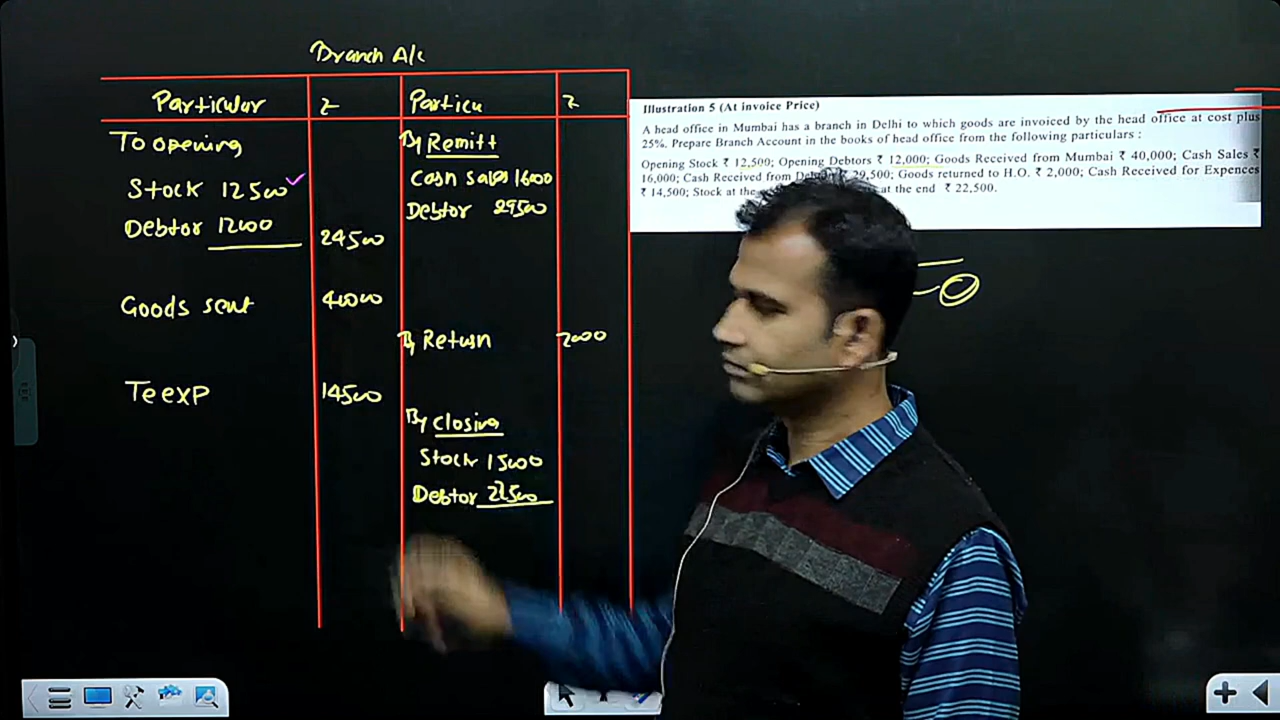 Branch A/c
Particular ₹ Particu ₹
To opening
Stock 12500
Debtor 12000
24500
Goods sent 40000
To exp 14500
By Remitt
Cash sales 16000
Debtor 29500
By Return 2000
By Closing
Stock 15000
Debtor 22500
Illustration 5 (At invoice Price)
A head office in Mumbai has a branch in Delhi to which goods are invoiced by the head office at cost plus
25%. Prepare Branch Account in the books of head office from the following particulars :
Opening Stock ₹ 12,500; Opening Debtors ₹ 12,000; Goods Received from Mumbai ₹ 40,000; Cash Sales ₹
16,000; Cash Received from 29,500; Goods returned to H.O. ₹ 2,000; Cash Received for Expences
₹ 14,500; Stock at the at the end ₹ 22,500.